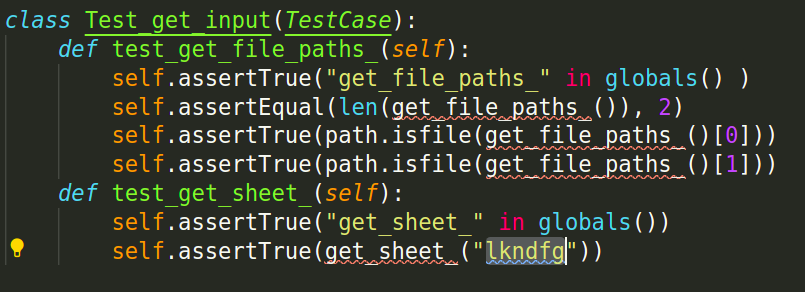 class Test_get_input(TestCase):
    def test_get_file_paths_(self):
        self.assertTrue("get_file_paths_" in globals() )
        self.assertEqual(len(get_file_paths_()), 2)
        self.assertTrue(path.isfile(get_file_paths_()[0]))
        self.assertTrue(path.isfile(get_file_paths_()[1]))
    def test_get_sheet_(self):
        self.assertTrue("get_sheet_" in globals())
        self.assertTrue(get_sheet_("lkndfg"))